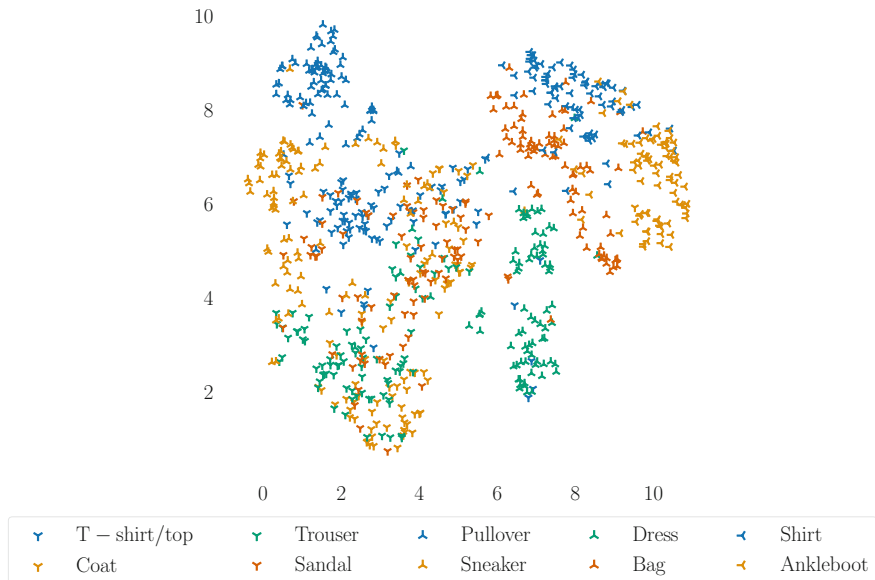 10
8
6
4
2
0 2 4 6 8 10
T − shirt/top Trouser Pullover Dress Shirt
Coat Sandal Sneaker Bag Ankleboot